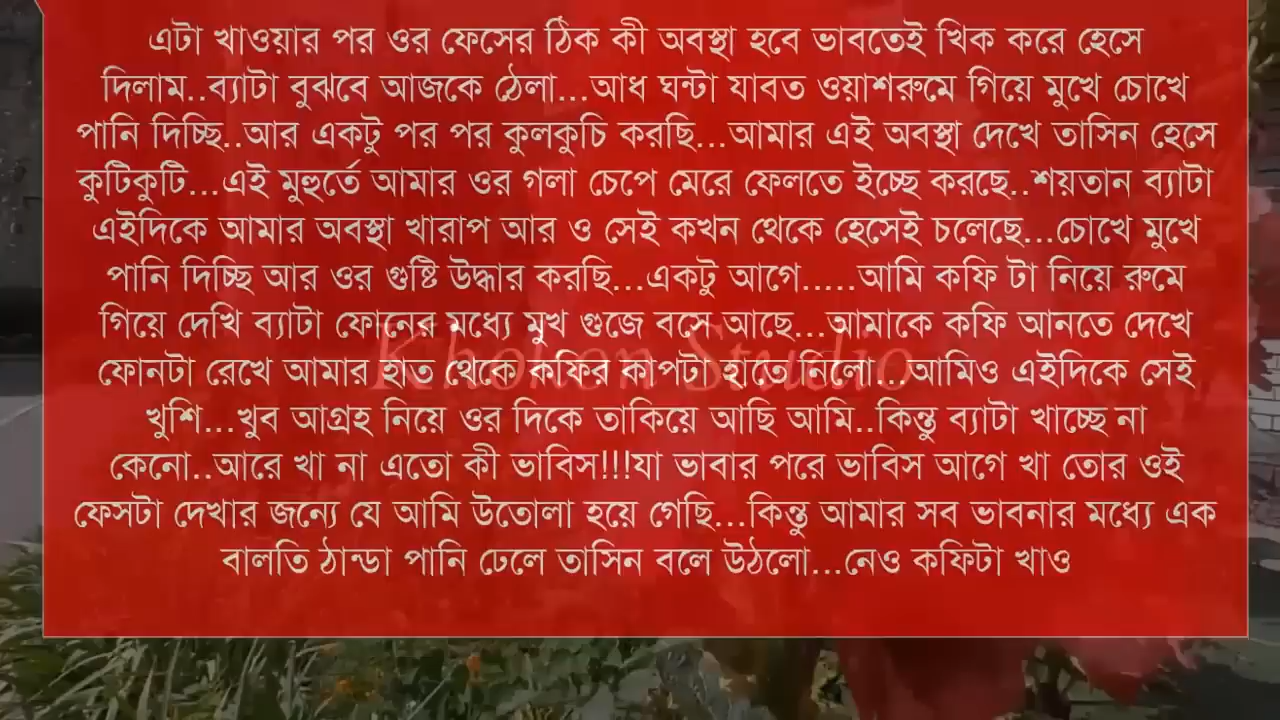 এটা খাওয়ার পর ওর ফেসের ঠিক কী অবস্থা হবে ভাবতেই খিক করে হেসে
দিলাম..ব্যাটা বুঝবে আজকে ঠেলা...আধ ঘন্টা যাবত ওয়াশরুমে গিয়ে মুখে চোখে
পানি দিচ্ছি..আর একটু পর পর কুলকুচি করছি...আমার এই অবস্থা দেখে তাসিন হেসে
কুটিকুটি...এই মুহুর্তে আমার ওর গলা চেপে মেরে ফেলতে ইচ্ছে করছে..শয়তান ব্যাটা
এইদিকে আমার অবস্থা খারাপ আর ও সেই কখন থেকে হেসেই চলেছে...চোখে মুখে
পানি দিচ্ছি আর ওর গুষ্টি উদ্ধার করছি...একটু আগে.....আমি কফি টা নিয়ে রুমে
গিয়ে দেখি ব্যাটা ফোনের মধ্যে মুখ গুজে বসে আছে...আমাকে কফি আনতে দেখে
ফোনটা রেখে আমার হাত থেকে কফির কাপটা হাতে নিলো...আমিও এইদিকে সেই
খুশি...খুব আগ্রহ নিয়ে ওর দিকে তাকিয়ে আছি আমি..কিন্তু ব্যাটা খাচ্ছে না
কেনো..আরে খা না এতো কী ভাবিস!!!যা ভাবার পরে ভাবিস আগে খা তোর ওই
ফেসটা দেখার জন্যে যে আমি উতোলা হয়ে গেছি...কিন্তু আমার সব ভাবনার মধ্যে এক
বালতি ঠান্ডা পানি ঢেলে তাসিন বলে উঠলো...নেও কফিটা খাও